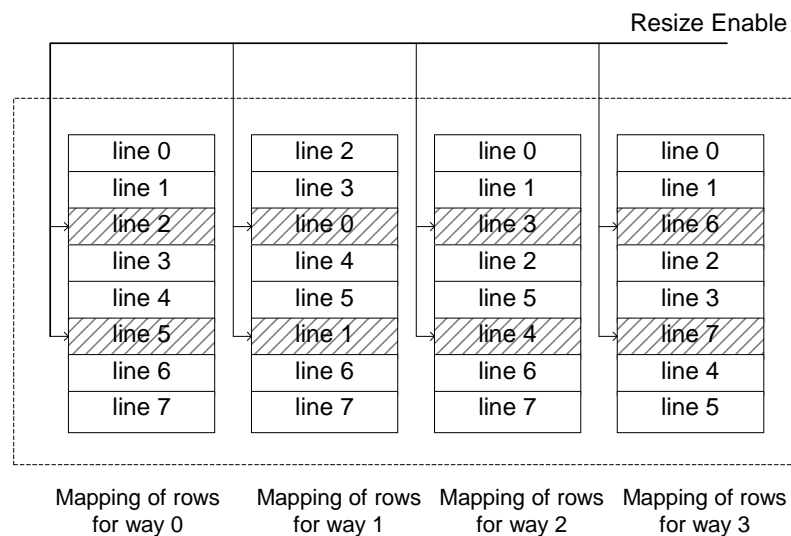 Resize Enable
line 0
line 1
line 2
line 3
line 4
line 5
line 6
line 7
line 2
line 3
line 0
line 4
line 5
line 1
line 6
line 7
line 0
line 1
line 3
line 2
line 5
line 4
line 6
line 7
line 0
line 1
line 6
line 2
line 3
line 7
line 4
line 5
Mapping of rows
for way 0
Mapping of rows
for way 1
Mapping of rows
for way 2
Mapping of rows
for way 3